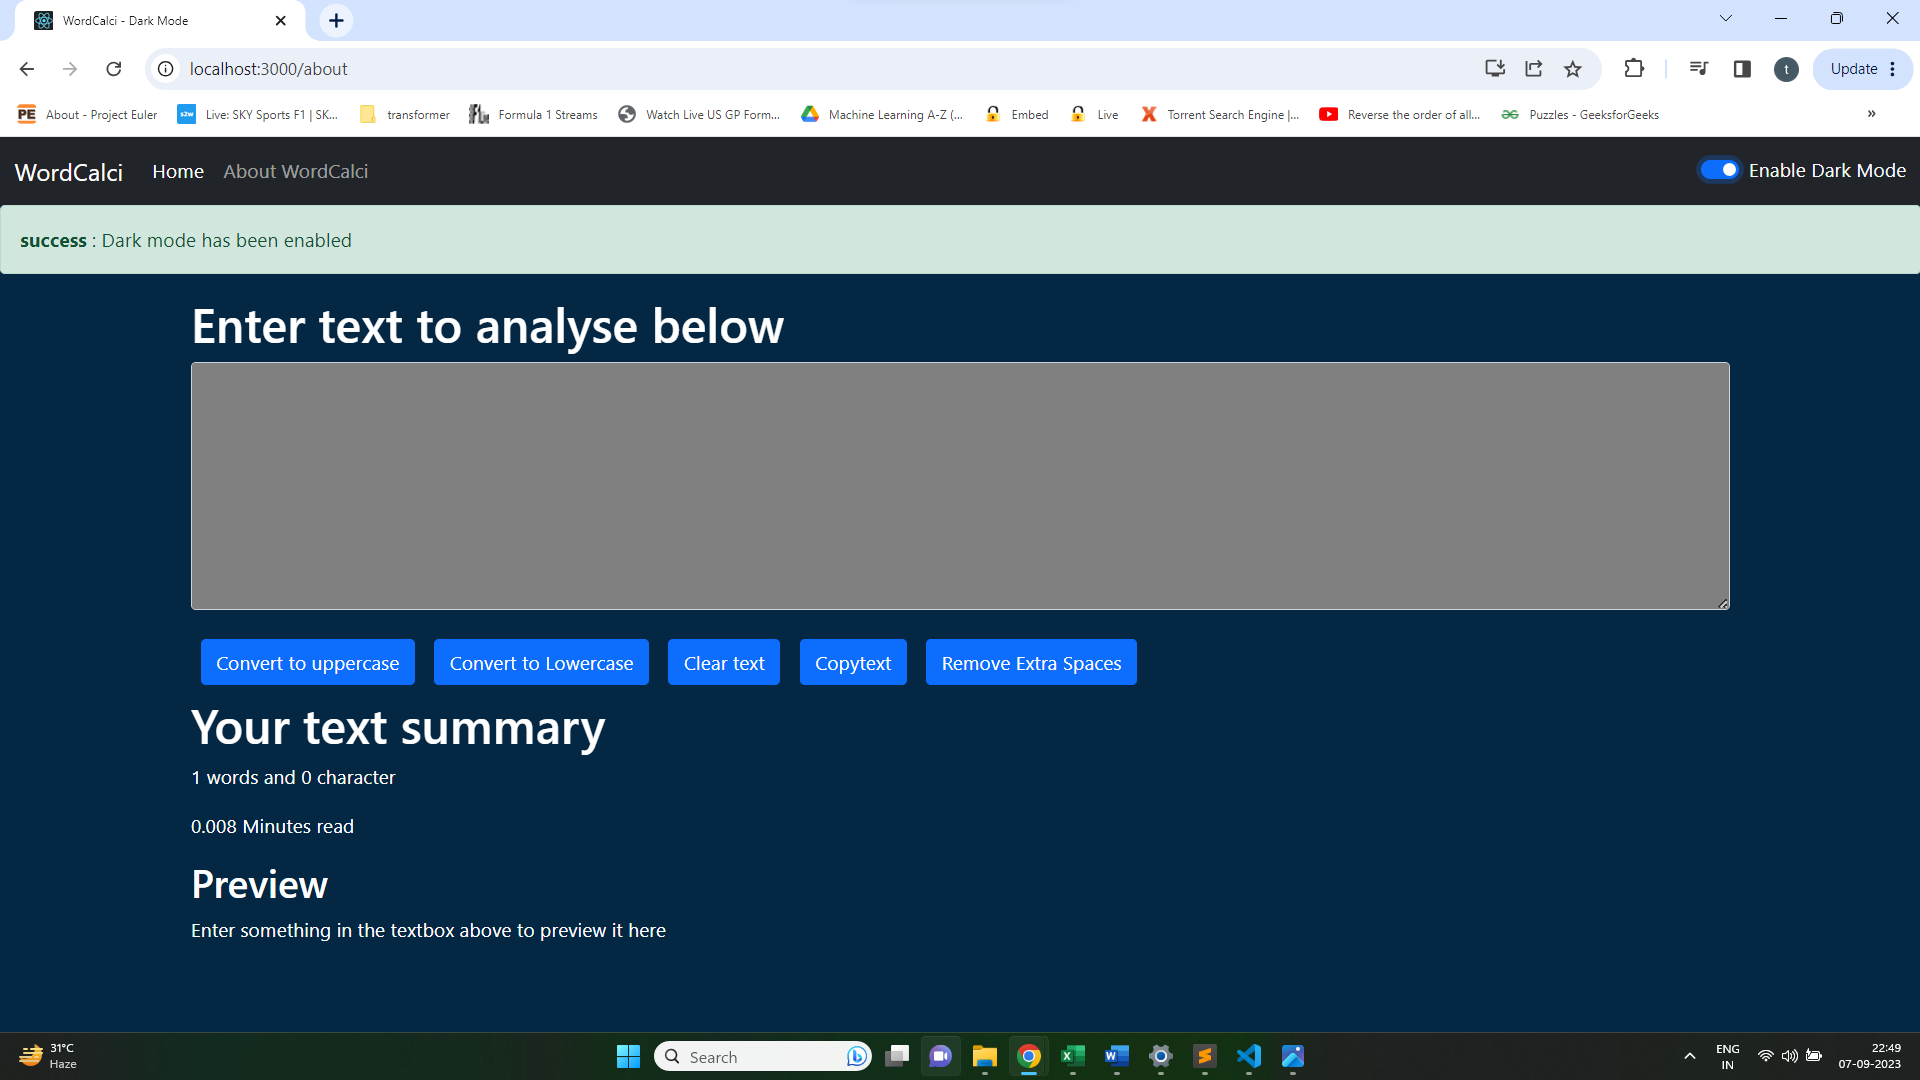 WordCalci - Dark Mode
localhost:3000/about
Update
t
PE About - Project Euler
s2w Live: SKY Sports F1 | SK...
transformer
Formula 1 Streams
Watch Live US GP Form...
Machine Learning A-Z (...
Embed
Live
Torrent Search Engine |...
Reverse the order of all...
Puzzles - GeeksforGeeks
»
WordCalci Home About WordCalci Enable Dark Mode
success : Dark mode has been enabled
Enter text to analyse below
Convert to uppercase Convert to Lowercase Clear text Copytext Remove Extra Spaces
Your text summary
1 words and 0 character
0.008 Minutes read
Preview
Enter something in the textbox above to preview it here
31°C
Haze
Search
ENG
IN
22:49
07-09-2023